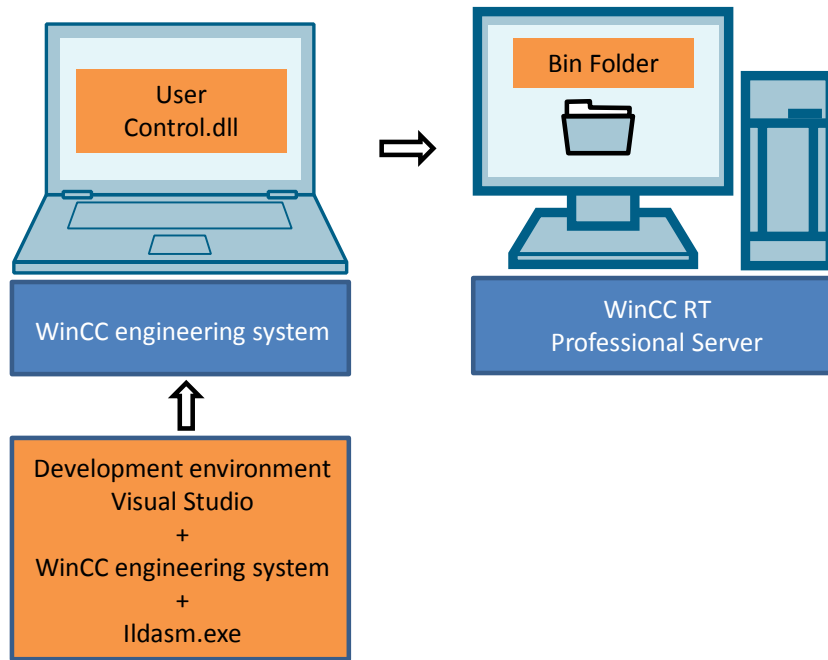 User
Control.dll
Bin Folder
WinCC engineering system
WinCC RT
Professional Server
Development environment
Visual Studio
+
WinCC engineering system
+
Ildasm.exe